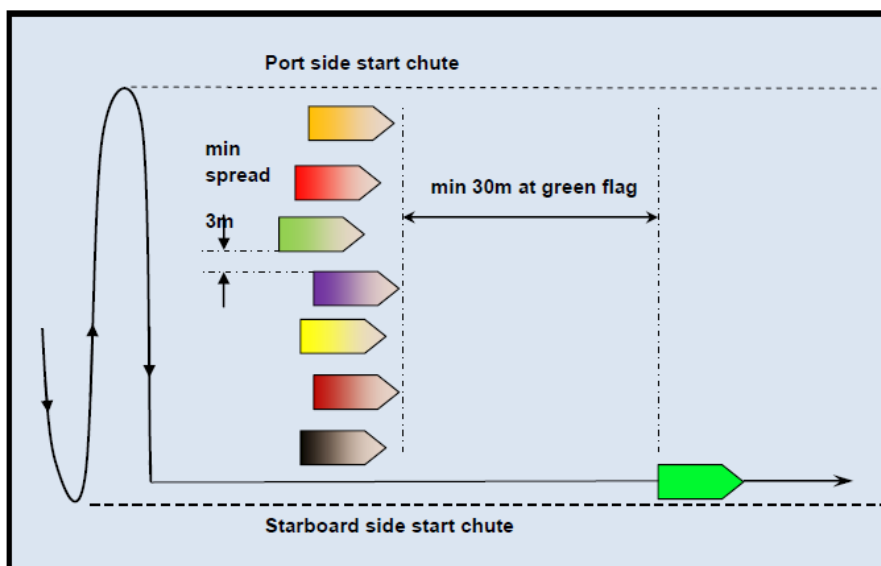 Port side start chute
min
spread
3m
min 30m at green flag
Starboard side start chute